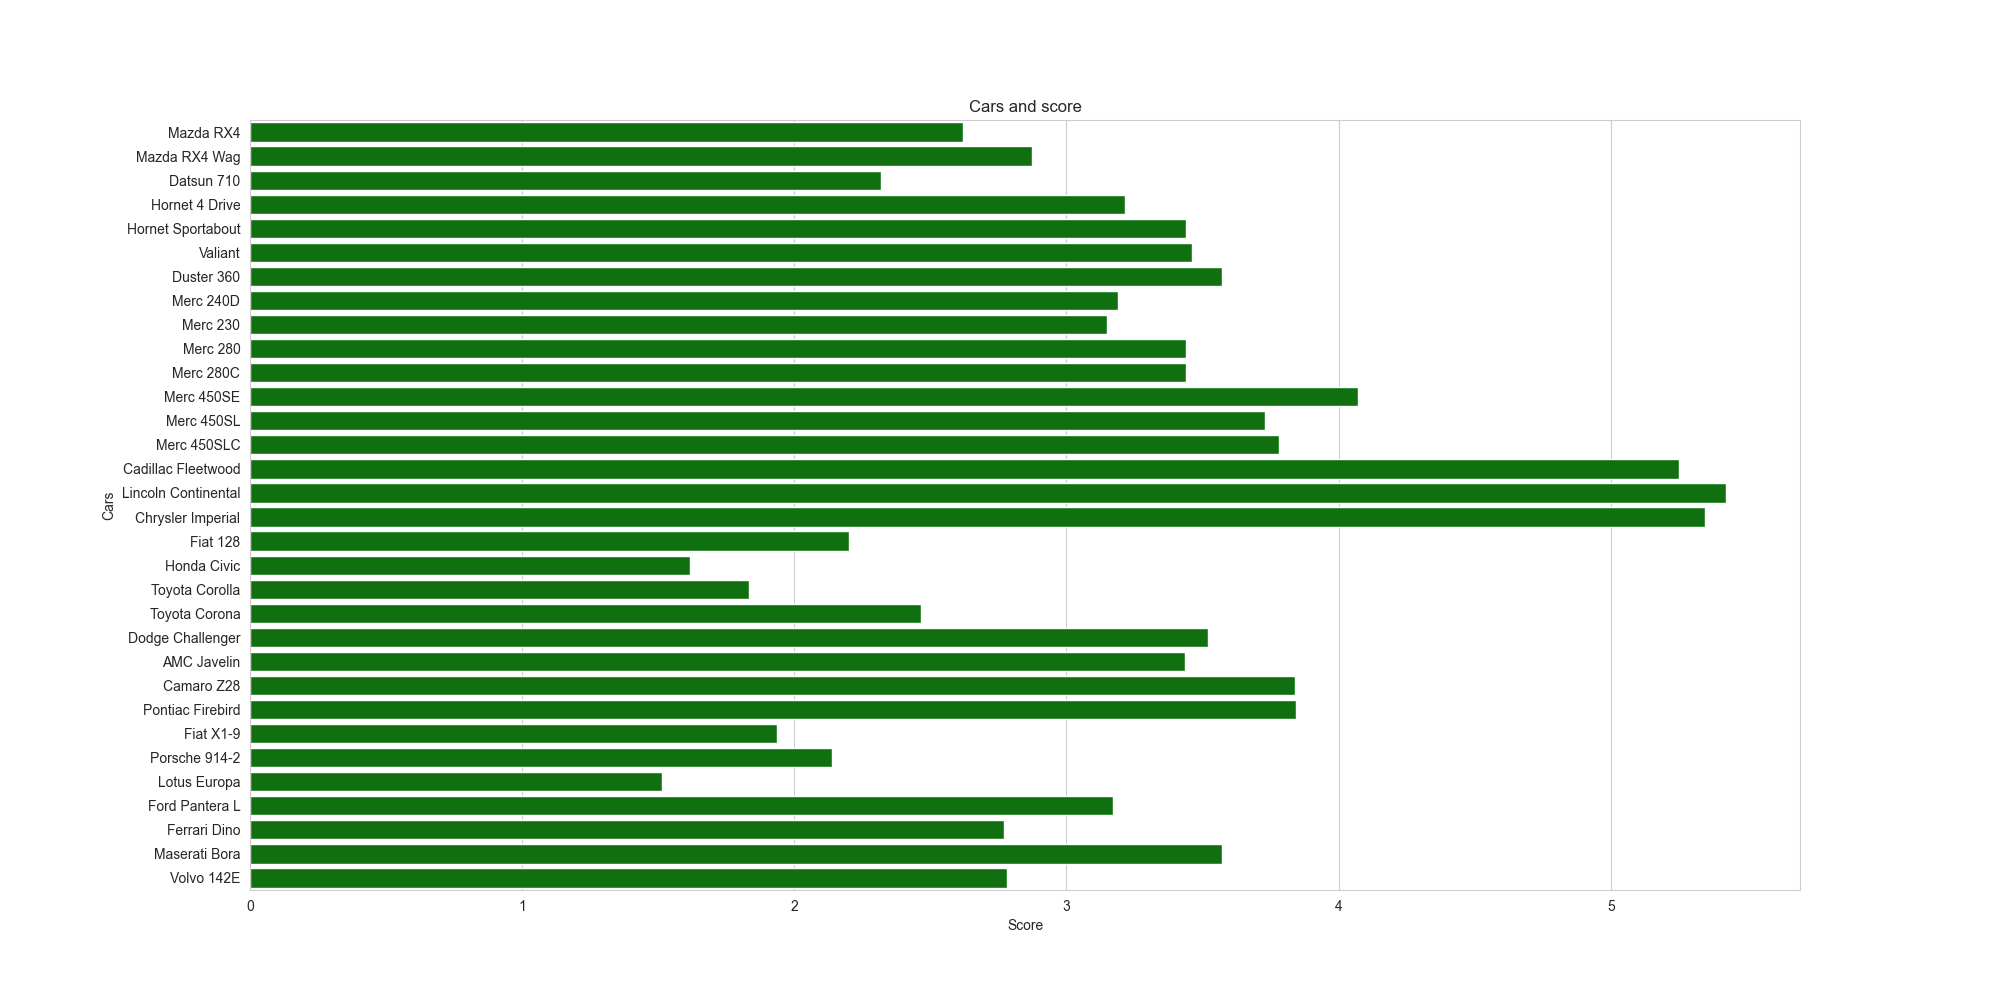 Cars and score
Mazda RX4
Mazda RX4 Wag
Datsun 710
Hornet 4 Drive
Hornet Sportabout
Valiant
Duster 360
Merc 240D
Merc 230
Merc 280
Merc 280C
Merc 450SE
Merc 450SL
Merc 450SLC
Cadillac Fleetwood
Lincoln Continental
Chrysler Imperial
Fiat 128
Honda Civic
Toyota Corolla
Toyota Corona
Dodge Challenger
AMC Javelin
Camaro Z28
Pontiac Firebird
Fiat X1-9
Porsche 914-2
Lotus Europa
Ford Pantera L
Ferrari Dino
Maserati Bora
Volvo 142E
Cars
0 1 2 3 4 5
Score